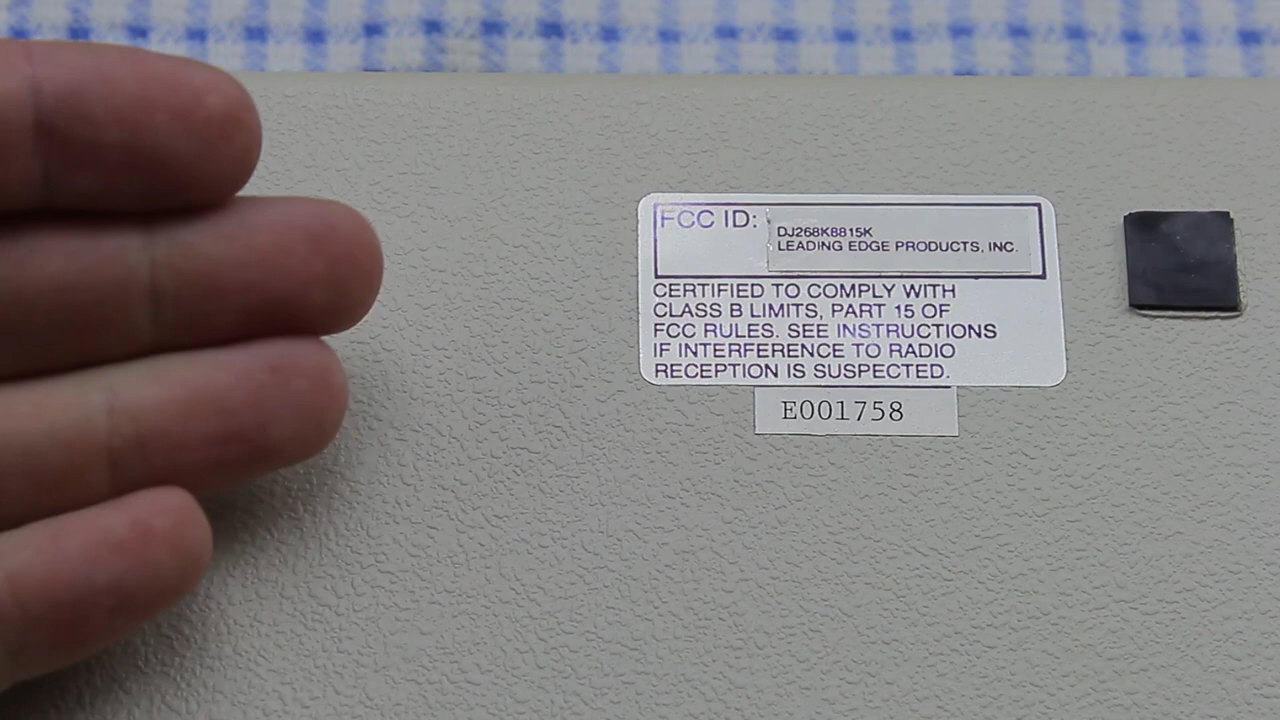 FCC ID:
DJ268K8815K
LEADING EDGE PRODUCTS, INC.
CERTIFIED TO COMPLY WITH
CLASS B LIMITS, PART 15 OF
FCC RULES. SEE INSTRUCTIONS
IF INTERFERENCE TO RADIO
RECEPTION IS SUSPECTED.
E001758